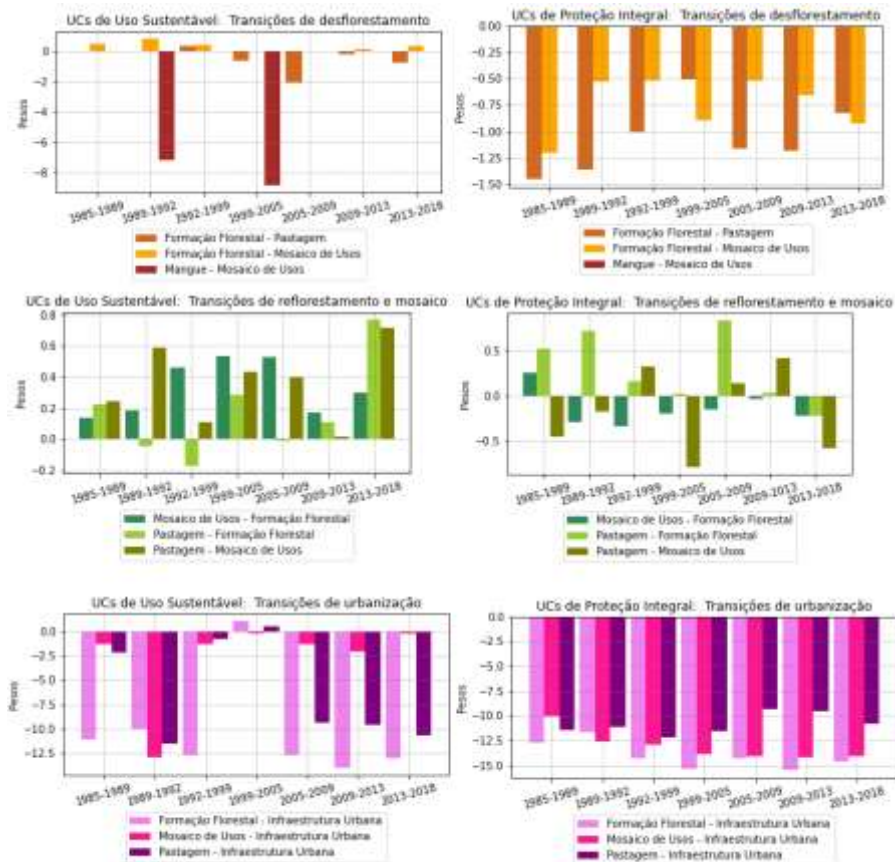 UCs de Uso Sustentável: Transições de desflorestamento
Pesos
0
−2
−4
−6
−8
1985-1989
1989-1992
1992-1999
1999-2005
2005-2009
2009-2013
2013-2018
Formação Florestal - Pastagem
Formação Florestal - Mosaico de Usos
Mangue - Mosaico de Usos
UCs de Proteção Integral: Transições de desflorestamento
Pesos
0.00
−0.25
−0.50
−0.75
−1.00
−1.25
−1.50
1985-1989
1989-1992
1992-1999
1999-2005
2005-2009
2009-2013
2013-2018
Formação Florestal - Pastagem
Formação Florestal - Mosaico de Usos
Mangue - Mosaico de Usos
UCs de Uso Sustentável: Transições de reflorestamento e mosaico
Pesos
0.8
0.6
0.4
0.2
0.0
−0.2
1985-1989
1989-1992
1992-1999
1999-2005
2005-2009
2009-2013
2013-2018
Mosaico de Usos - Formação Florestal
Pastagem - Formação Florestal
Pastagem - Mosaico de Usos
UCs de Proteção Integral: Transições de reflorestamento e mosaico
Pesos
0.5
0.0
−0.5
1985-1989
1989-1992
1992-1999
1999-2005
2005-2009
2009-2013
2013-2018
Mosaico de Usos - Formação Florestal
Pastagem - Formação Florestal
Pastagem - Mosaico de Usos
UCs de Uso Sustentável: Transições de urbanização
Pesos
0.0
−2.5
−5.0
−7.5
−10.0
−12.5
1985-1989
1989-1992
1992-1999
1999-2005
2005-2009
2009-2013
2013-2018
Formação Florestal - Infraestrutura Urbana
Mosaico de Usos - Infraestrutura Urbana
Pastagem - Infraestrutura Urbana
UCs de Proteção Integral: Transições de urbanização
Pesos
0.0
−2.5
−5.0
−7.5
−10.0
−12.5
−15.0
1985-1989
1989-1992
1992-1999
1999-2005
2005-2009
2009-2013
2013-2018
Formação Florestal - Infraestrutura Urbana
Mosaico de Usos - Infraestrutura Urbana
Pastagem - Infraestrutura Urbana